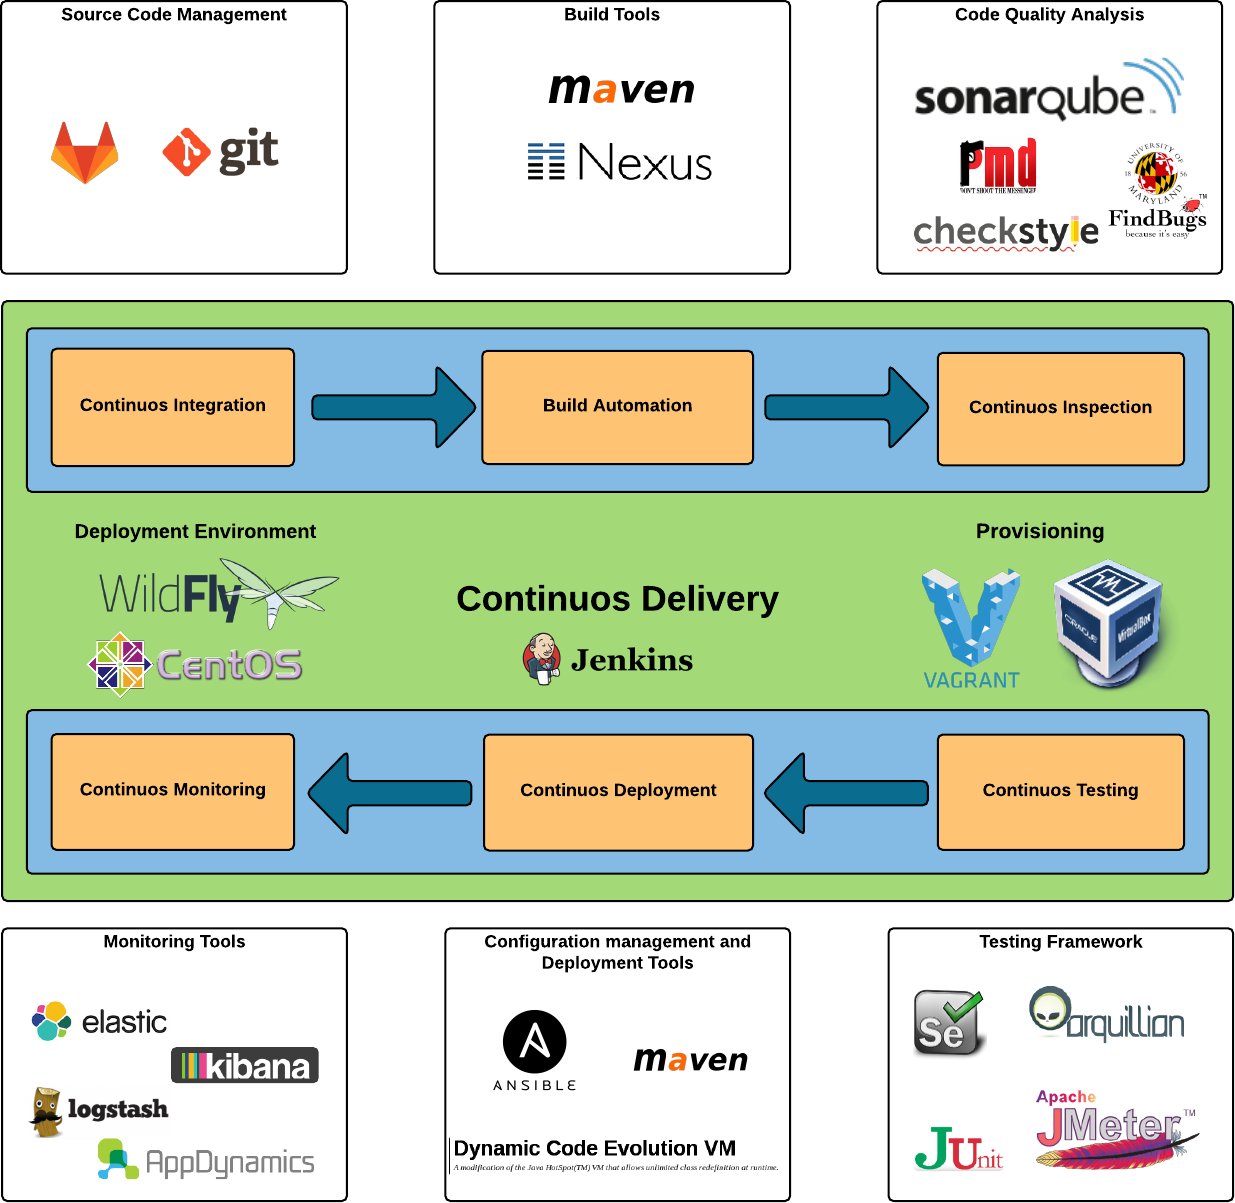 Source Code Management
git
Build Tools
maven
Nexus
Code Quality Analysis
sonarqube™
Pmd
DON'T SHOOT THE MESSENGER
UNIVERSITY OF
18 56
MARYLAND
FindBugs™
because it's easy
checkstyle
Continuos Integration
Build Automation
Continuos Inspection
Deployment Environment
WildFly
CentOS
Continuos Delivery
Jenkins
Provisioning
VAGRANT
ORACLE
VirtualBox
Continuos Monitoring
Continuos Deployment
Continuos Testing
Monitoring Tools
elastic
kibana
logstash
AppDynamics
Configuration management and
Deployment Tools
A
ANSIBLE
maven
Dynamic Code Evolution VM
A modification of the Java HotSpot(TM) VM that allows unlimited class redefinition at runtime.
Testing Framework
Se
arquillian
JUnit
Apache
JMeter™